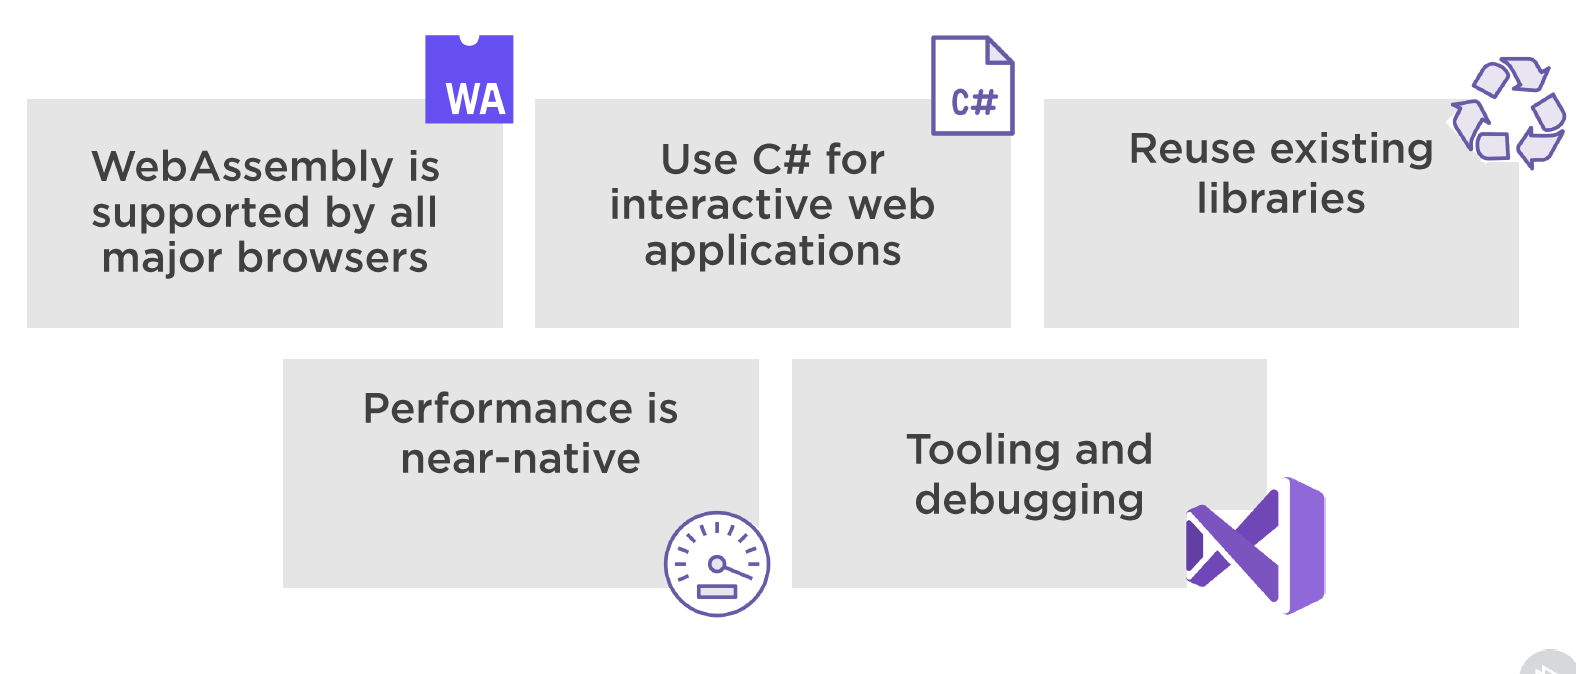 WA
WebAssembly is
supported by all
major browsers
C#
Use C# for
interactive web
applications
Reuse existing
libraries
Performance is
near-native
Tooling and
debugging